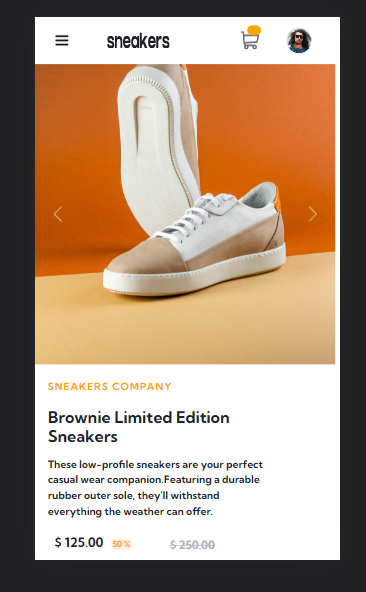 sneakers
SNEAKERS COMPANY
Brownie Limited Edition
Sneakers
These low-profile sneakers are your perfect
casual wear companion.Featuring a durable
rubber outer sole, they'll withstand
everything the weather can offer.
$ 125.00 50% $ 250.00